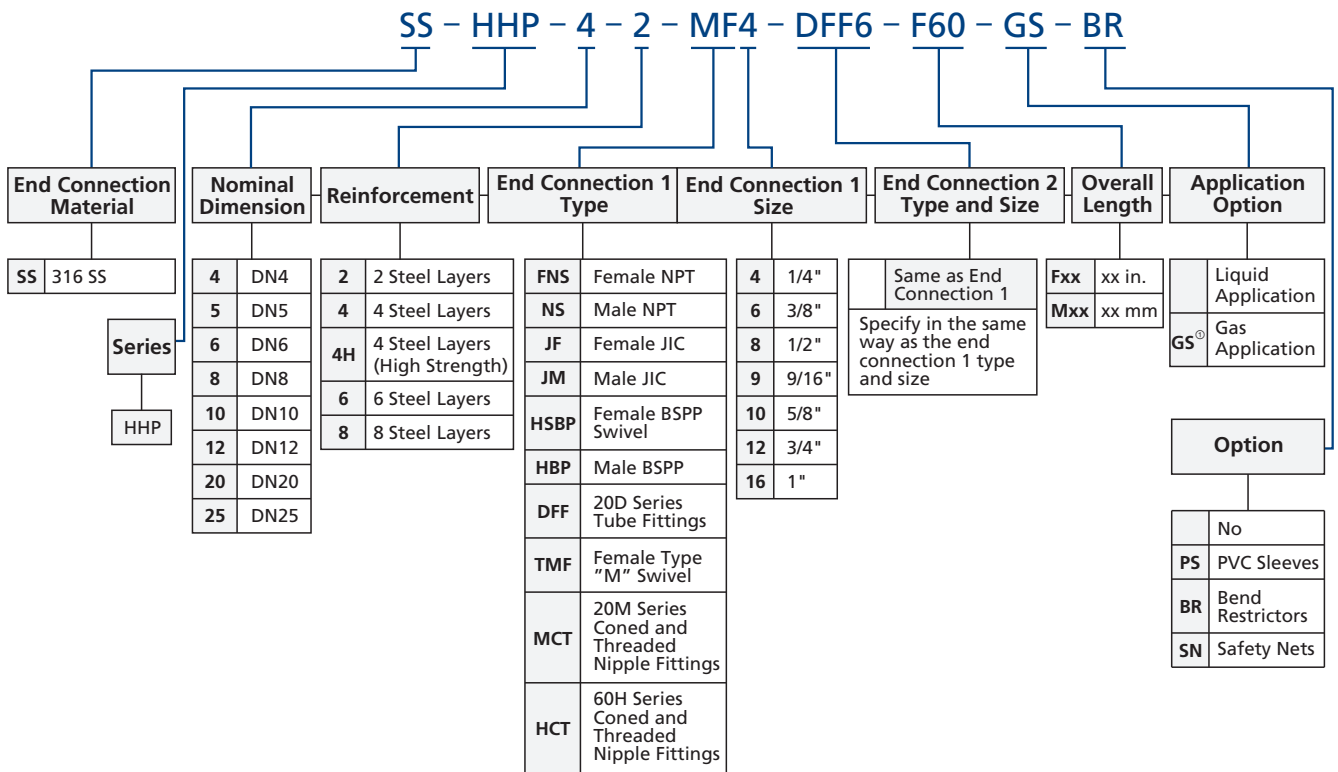 SS – HHP – 4 – 2 – MF4 – DFF6 – F60 – GS – BR
End Connection
Material
SS 316 SS
Series
HHP
Nominal
Dimension
4 DN4
5 DN5
6 DN6
8 DN8
10 DN10
12 DN12
20 DN20
25 DN25
Reinforcement
2 2 Steel Layers
4 4 Steel Layers
4H 4 Steel Layers
(High Strength)
6 6 Steel Layers
8 8 Steel Layers
End Connection 1
Type
FNS Female NPT
NS Male NPT
JF Female JIC
JM Male JIC
HSBP Female BSPP
Swivel
HBP Male BSPP
DFF 20D Series
Tube Fittings
TMF Female Type
”M” Swivel
MCT 20M Series
Coned and
Threaded
Nipple Fittings
HCT 60H Series
Coned and
Threaded
Nipple Fittings
End Connection 1
Size
4 1/4"
6 3/8"
8 1/2"
9 9/16"
10 5/8"
12 3/4"
16 1"
End Connection 2
Type and Size
Same as End
Connection 1
Specify in the same
way as the end
connection 1 type
and size
Overall
Length
Fxx xx in.
Mxx xx mm
Application
Option
Liquid
Application
GS① Gas
Application
Option
No
PS PVC Sleeves
BR Bend
Restrictors
SN Safety Nets